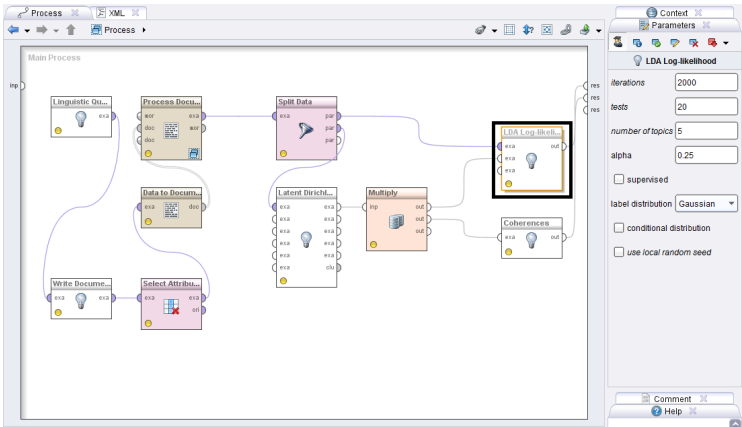 Process
XML
Context
Parameters
Process
Main Process
inp
res
res
res
Linguistic Qu...
exa
Process Docu...
wor
exa
doc
wor
doc
doc
Split Data
exa
par
par
par
LDA Log-likeli...
exa
out
exa
exa
Data to Docum...
exa
doc
Latent Dirichl...
exa
exa
exa
exa
exa
exa
exa
exa
exa
exa
exa
slu
Multiply
inp
out
out
out
Coherences
exa
out
exa
Write Docume...
exa
exa
Select Attribu...
exa
exa
ori
LDA Log-likelihood
iterations
2000
tests
20
number of topics
5
alpha
0.25
supervised
label distribution
Gaussian
conditional distribution
use local random seed
Comment
Help